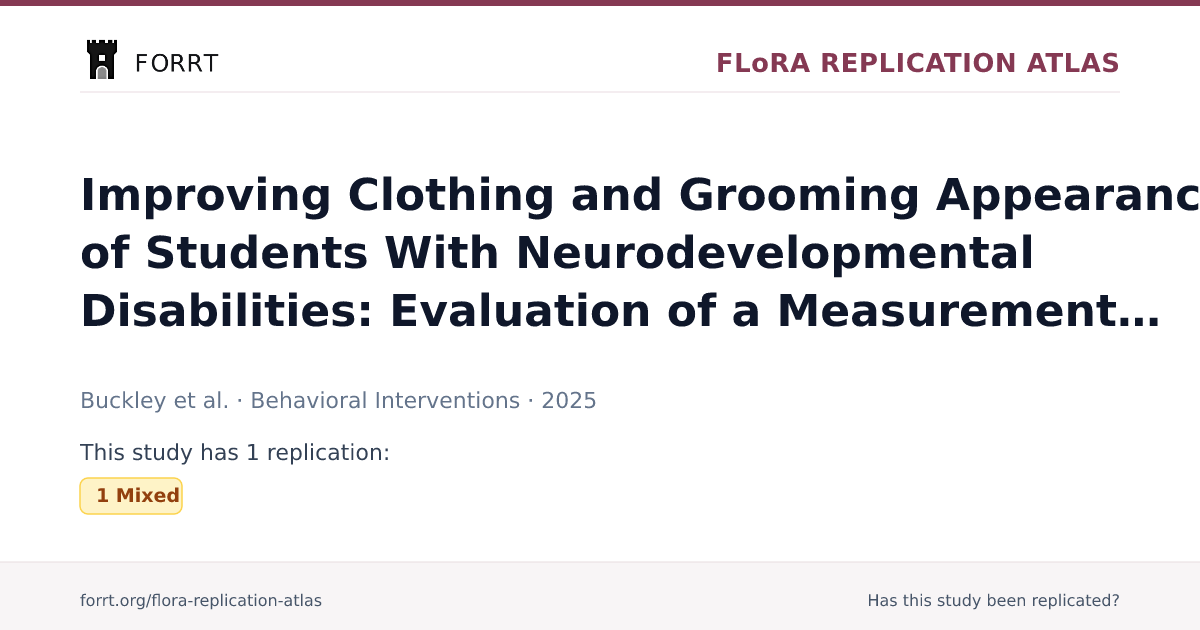 FORRT
FLoRA REPLICATION ATLAS
Improving Clothing and Grooming Appearanc
of Students With Neurodevelopmental
Disabilities: Evaluation of a Measurement…
Buckley et al. · Behavioral Interventions · 2025
This study has 1 replication:
1 Mixed
forrt.org/flora-replication-atlas
Has this study been replicated?